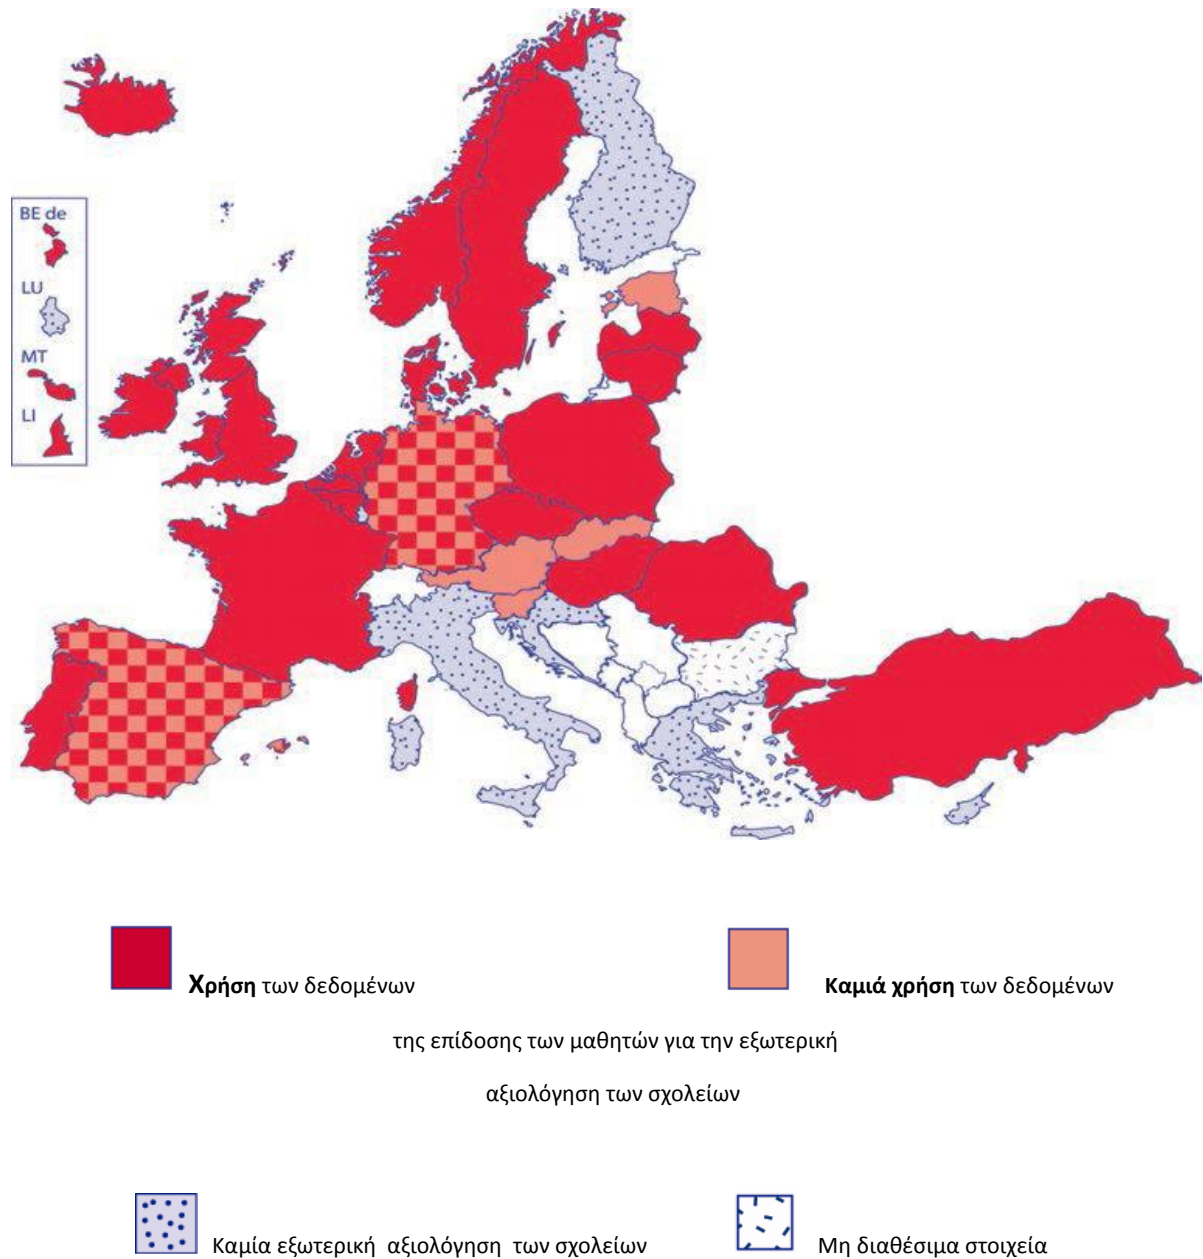 BE de
LU
MT
LI
Χρήση των δεδομένων
Καμιά χρήση των δεδομένων
της επίδοσης των μαθητών για την εξωτερική
αξιολόγηση των σχολείων
Καμία εξωτερική αξιολόγηση των σχολείων
Μη διαθέσιμα στοιχεία